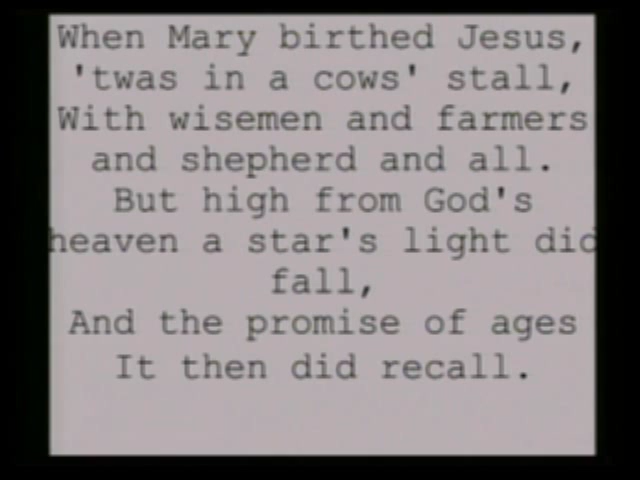 When Mary birthed Jesus,
'twas in a cows' stall,
With wisemen and farmers
and shepherd and all.
But high from God's
heaven a star's light did
fall,
And the promise of ages
It then did recall.